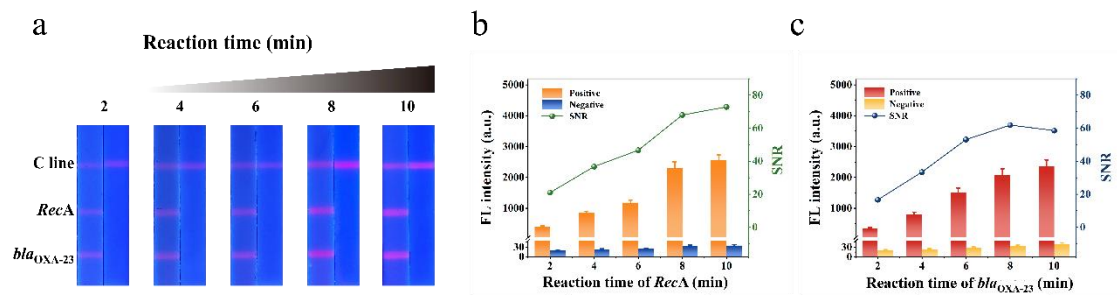 a
Reaction time (min)
2 4 6 8 10
C line
RecA
blaOXA-23
b
5000
4000
3000
2000
1000
30
0
FL intensity (a.u.)
Positive
Negative
SNR
80
60
40
20
0
SNR
2 4 6 8 10
Reaction time of RecA (min)
c
5000
4000
3000
2000
1000
30
0
FL intensity (a.u.)
Positive
Negative
SNR
80
60
40
20
0
SNR
2 4 6 8 10
Reaction time of blaOXA-23 (min)